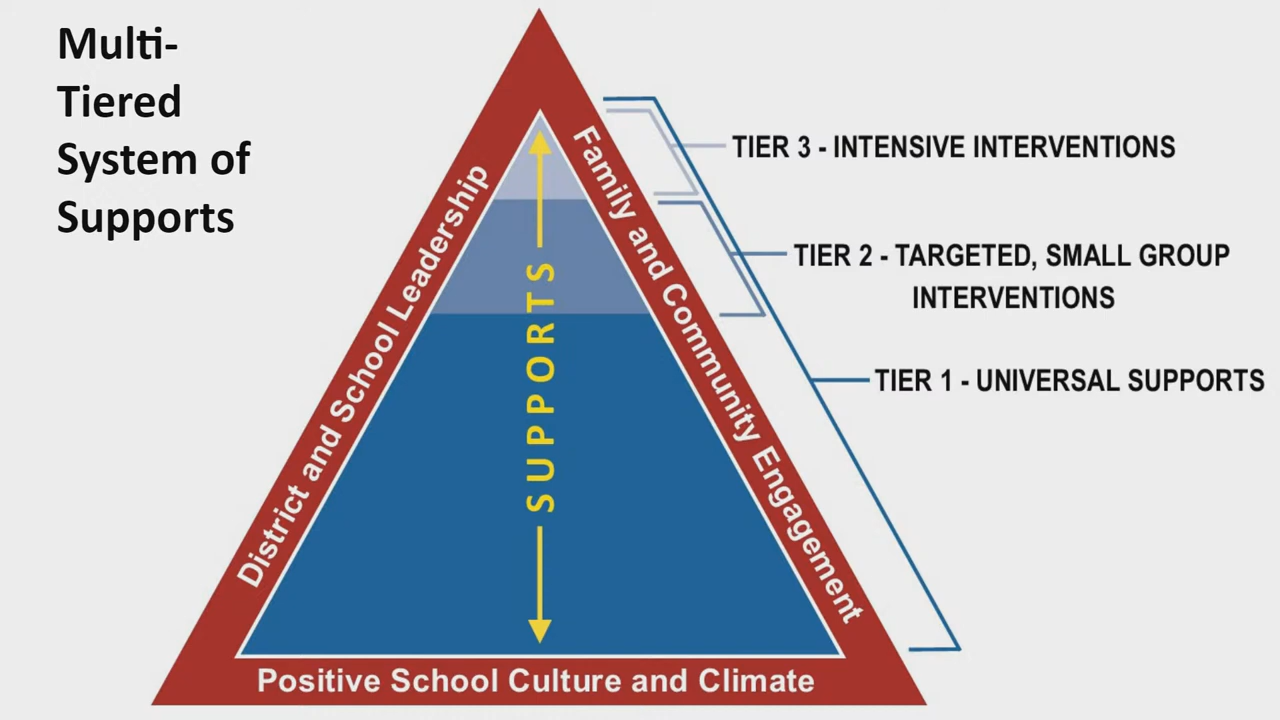 Multi-
Tiered
System of
Supports
District and School Leadership
Family and Community Engagement
SUPPORTS
Positive School Culture and Climate
TIER 3 - INTENSIVE INTERVENTIONS
TIER 2 - TARGETED, SMALL GROUP
INTERVENTIONS
TIER 1 - UNIVERSAL SUPPORTS